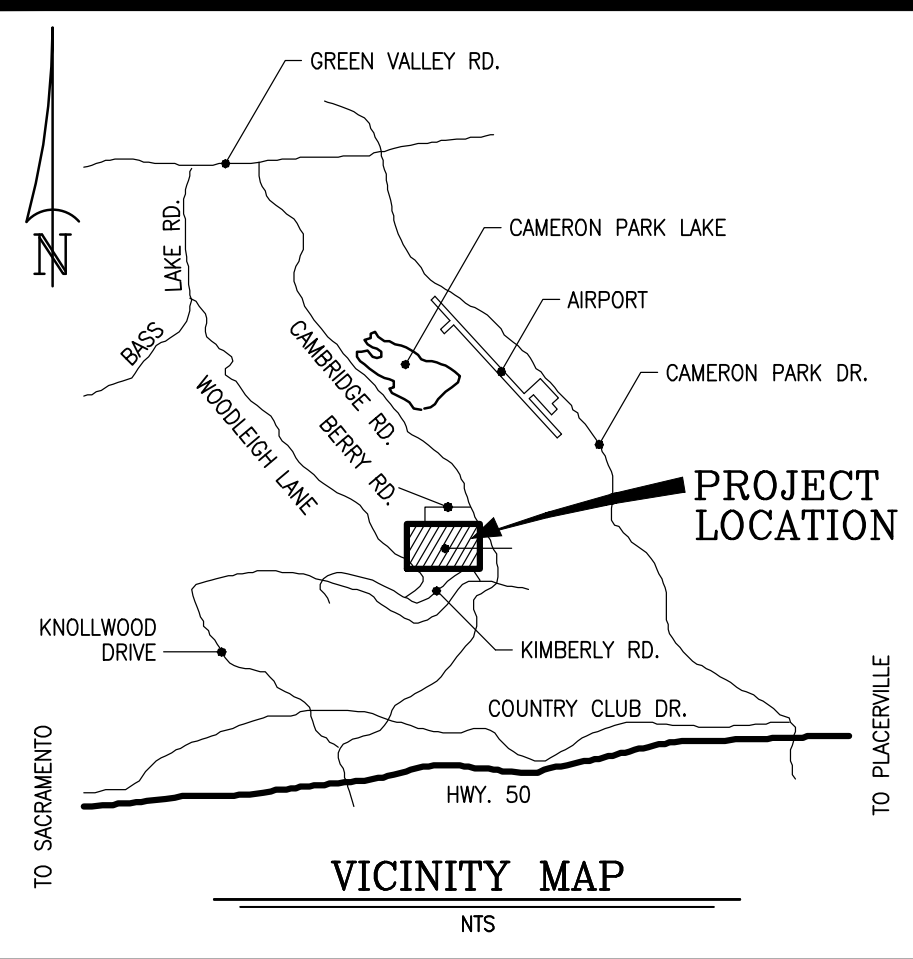 GREEN VALLEY RD.
N
LAKE RD.
BASS
CAMERON PARK LAKE
AIRPORT
CAMBRIDGE RD.
CAMERON PARK DR.
WOODLEIGH LANE
BERRY RD.
PROJECT
LOCATION
KNOLLWOOD
DRIVE
KIMBERLY RD.
COUNTRY CLUB DR.
TO PLACERVILLE
TO SACRAMENTO
HWY. 50
VICINITY MAP
NTS